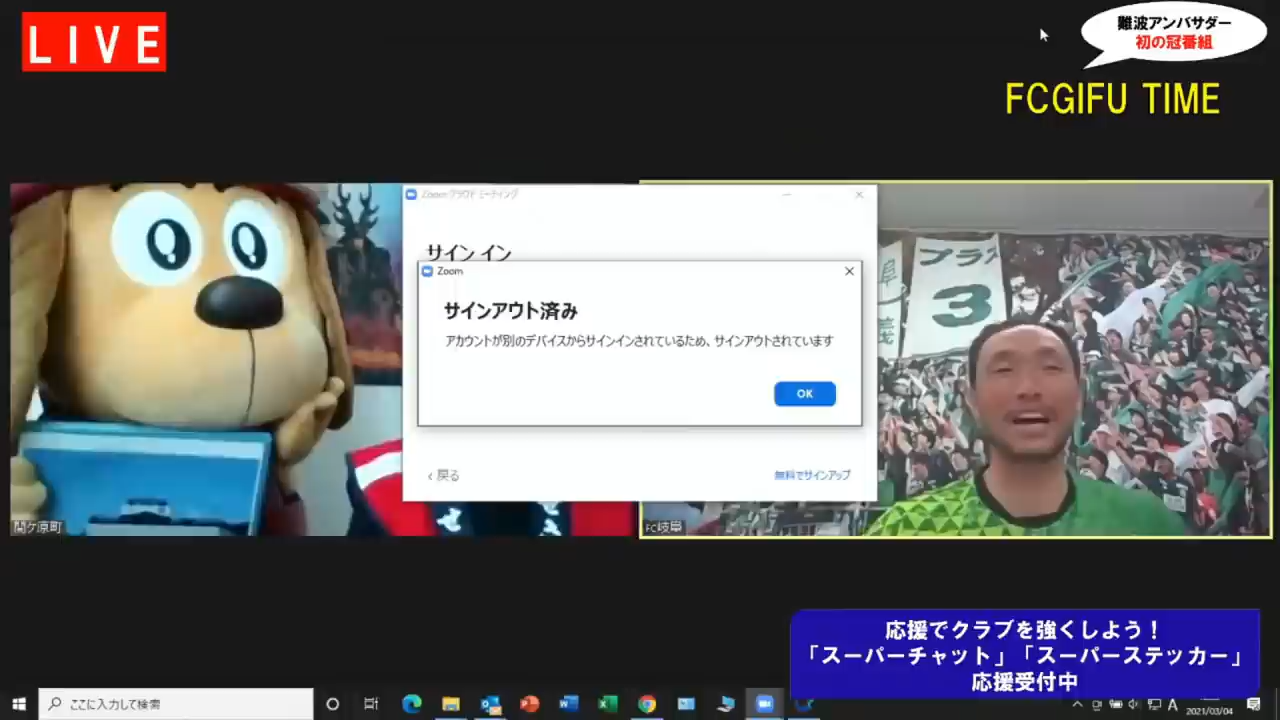 LIVE
難波アンバサダー
初の冠番組
FCGIFU TIME
Zoom クラウド ミーティング
サイン イン
Zoom
サインアウト済み
アカウントが別のデバイスからサインインされているため、サインアウトされています
OK
‹ 戻る
無料でサインアップ
プラス
3
関ケ原町
FC岐阜
応援でクラブを強くしよう！
「スーパーチャット」「スーパーステッカー」
応援受付中
ここに入力して検索
A
2021/03/04